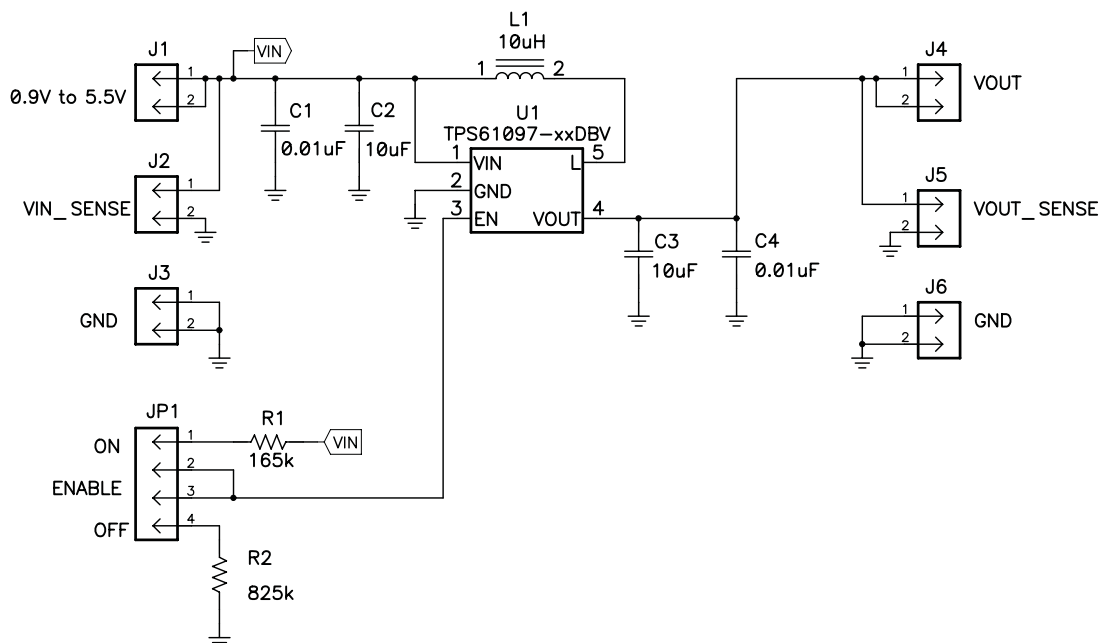 L1
10uH
1 2
J1
1
2
0.9V to 5.5V
VIN
C1
0.01uF
C2
10uF
U1
TPS61097-xxDBV
1 VIN
2 GND
3 EN
L 5
VOUT 4
J4
1
2
VOUT
J2
1
2
VIN_SENSE
J5
1
2
VOUT_SENSE
C3
10uF
C4
0.01uF
J3
1
2
GND
J6
1
2
GND
JP1
ON
1
2
ENABLE
3
OFF
4
R1
165k
VIN
R2
825k